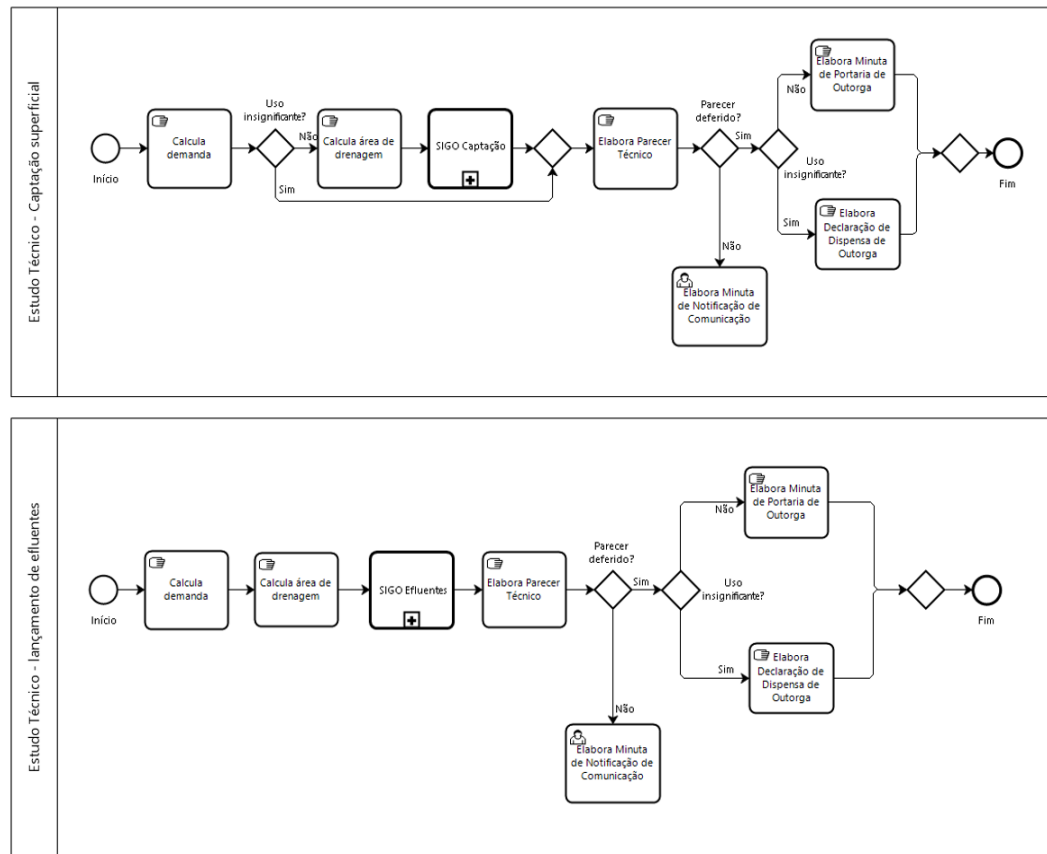 Estudo Técnico - Captação superficial
Início
Calcula
demanda
Uso
insignificante?
Não
Sim
Calcula área de
drenagem
SIGO Captação
Elabora Parecer
Técnico
Parecer
deferido?
Sim
Não
Elabora Minuta
de Notificação de
Comunicação
Uso
insignificante?
Não
Elabora Minuta
de Portaria de
Outorga
Sim
Elabora
Declaração de
Dispensa de
Outorga
Fim
Estudo Técnico - lançamento de efluentes
Início
Calcula
demanda
Calcula área de
drenagem
SIGO Efluentes
Elabora Parecer
Técnico
Parecer
deferido?
Sim
Não
Elabora Minuta
de Notificação de
Comunicação
Uso
insignificante?
Não
Elabora Minuta
de Portaria de
Outorga
Sim
Elabora
Declaração de
Dispensa de
Outorga
Fim